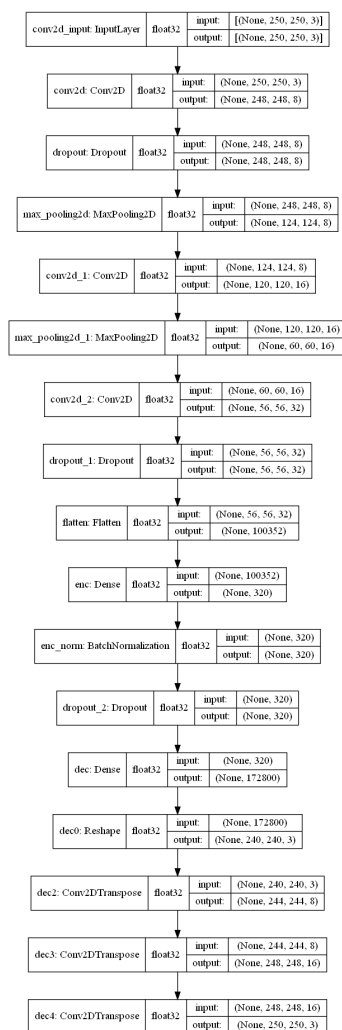 conv2d_input: InputLayer float32 input: [(None, 250, 250, 3)]
output: [(None, 250, 250, 3)]
conv2d: Conv2D float32 input: (None, 250, 250, 3)
output: (None, 248, 248, 8)
dropout: Dropout float32 input: (None, 248, 248, 8)
output: (None, 248, 248, 8)
max_pooling2d: MaxPooling2D float32 input: (None, 248, 248, 8)
output: (None, 124, 124, 8)
conv2d_1: Conv2D float32 input: (None, 124, 124, 8)
output: (None, 120, 120, 16)
max_pooling2d_1: MaxPooling2D float32 input: (None, 120, 120, 16)
output: (None, 60, 60, 16)
conv2d_2: Conv2D float32 input: (None, 60, 60, 16)
output: (None, 56, 56, 32)
dropout_1: Dropout float32 input: (None, 56, 56, 32)
output: (None, 56, 56, 32)
flatten: Flatten float32 input: (None, 56, 56, 32)
output: (None, 100352)
enc: Dense float32 input: (None, 100352)
output: (None, 320)
enc_norm: BatchNormalization float32 input: (None, 320)
output: (None, 320)
dropout_2: Dropout float32 input: (None, 320)
output: (None, 320)
dec: Dense float32 input: (None, 320)
output: (None, 172800)
dec0: Reshape float32 input: (None, 172800)
output: (None, 240, 240, 3)
dec2: Conv2DTranspose float32 input: (None, 240, 240, 3)
output: (None, 244, 244, 8)
dec3: Conv2DTranspose float32 input: (None, 244, 244, 8)
output: (None, 248, 248, 16)
dec4: Conv2DTranspose float32 input: (None, 248, 248, 16)
output: (None, 250, 250, 3)